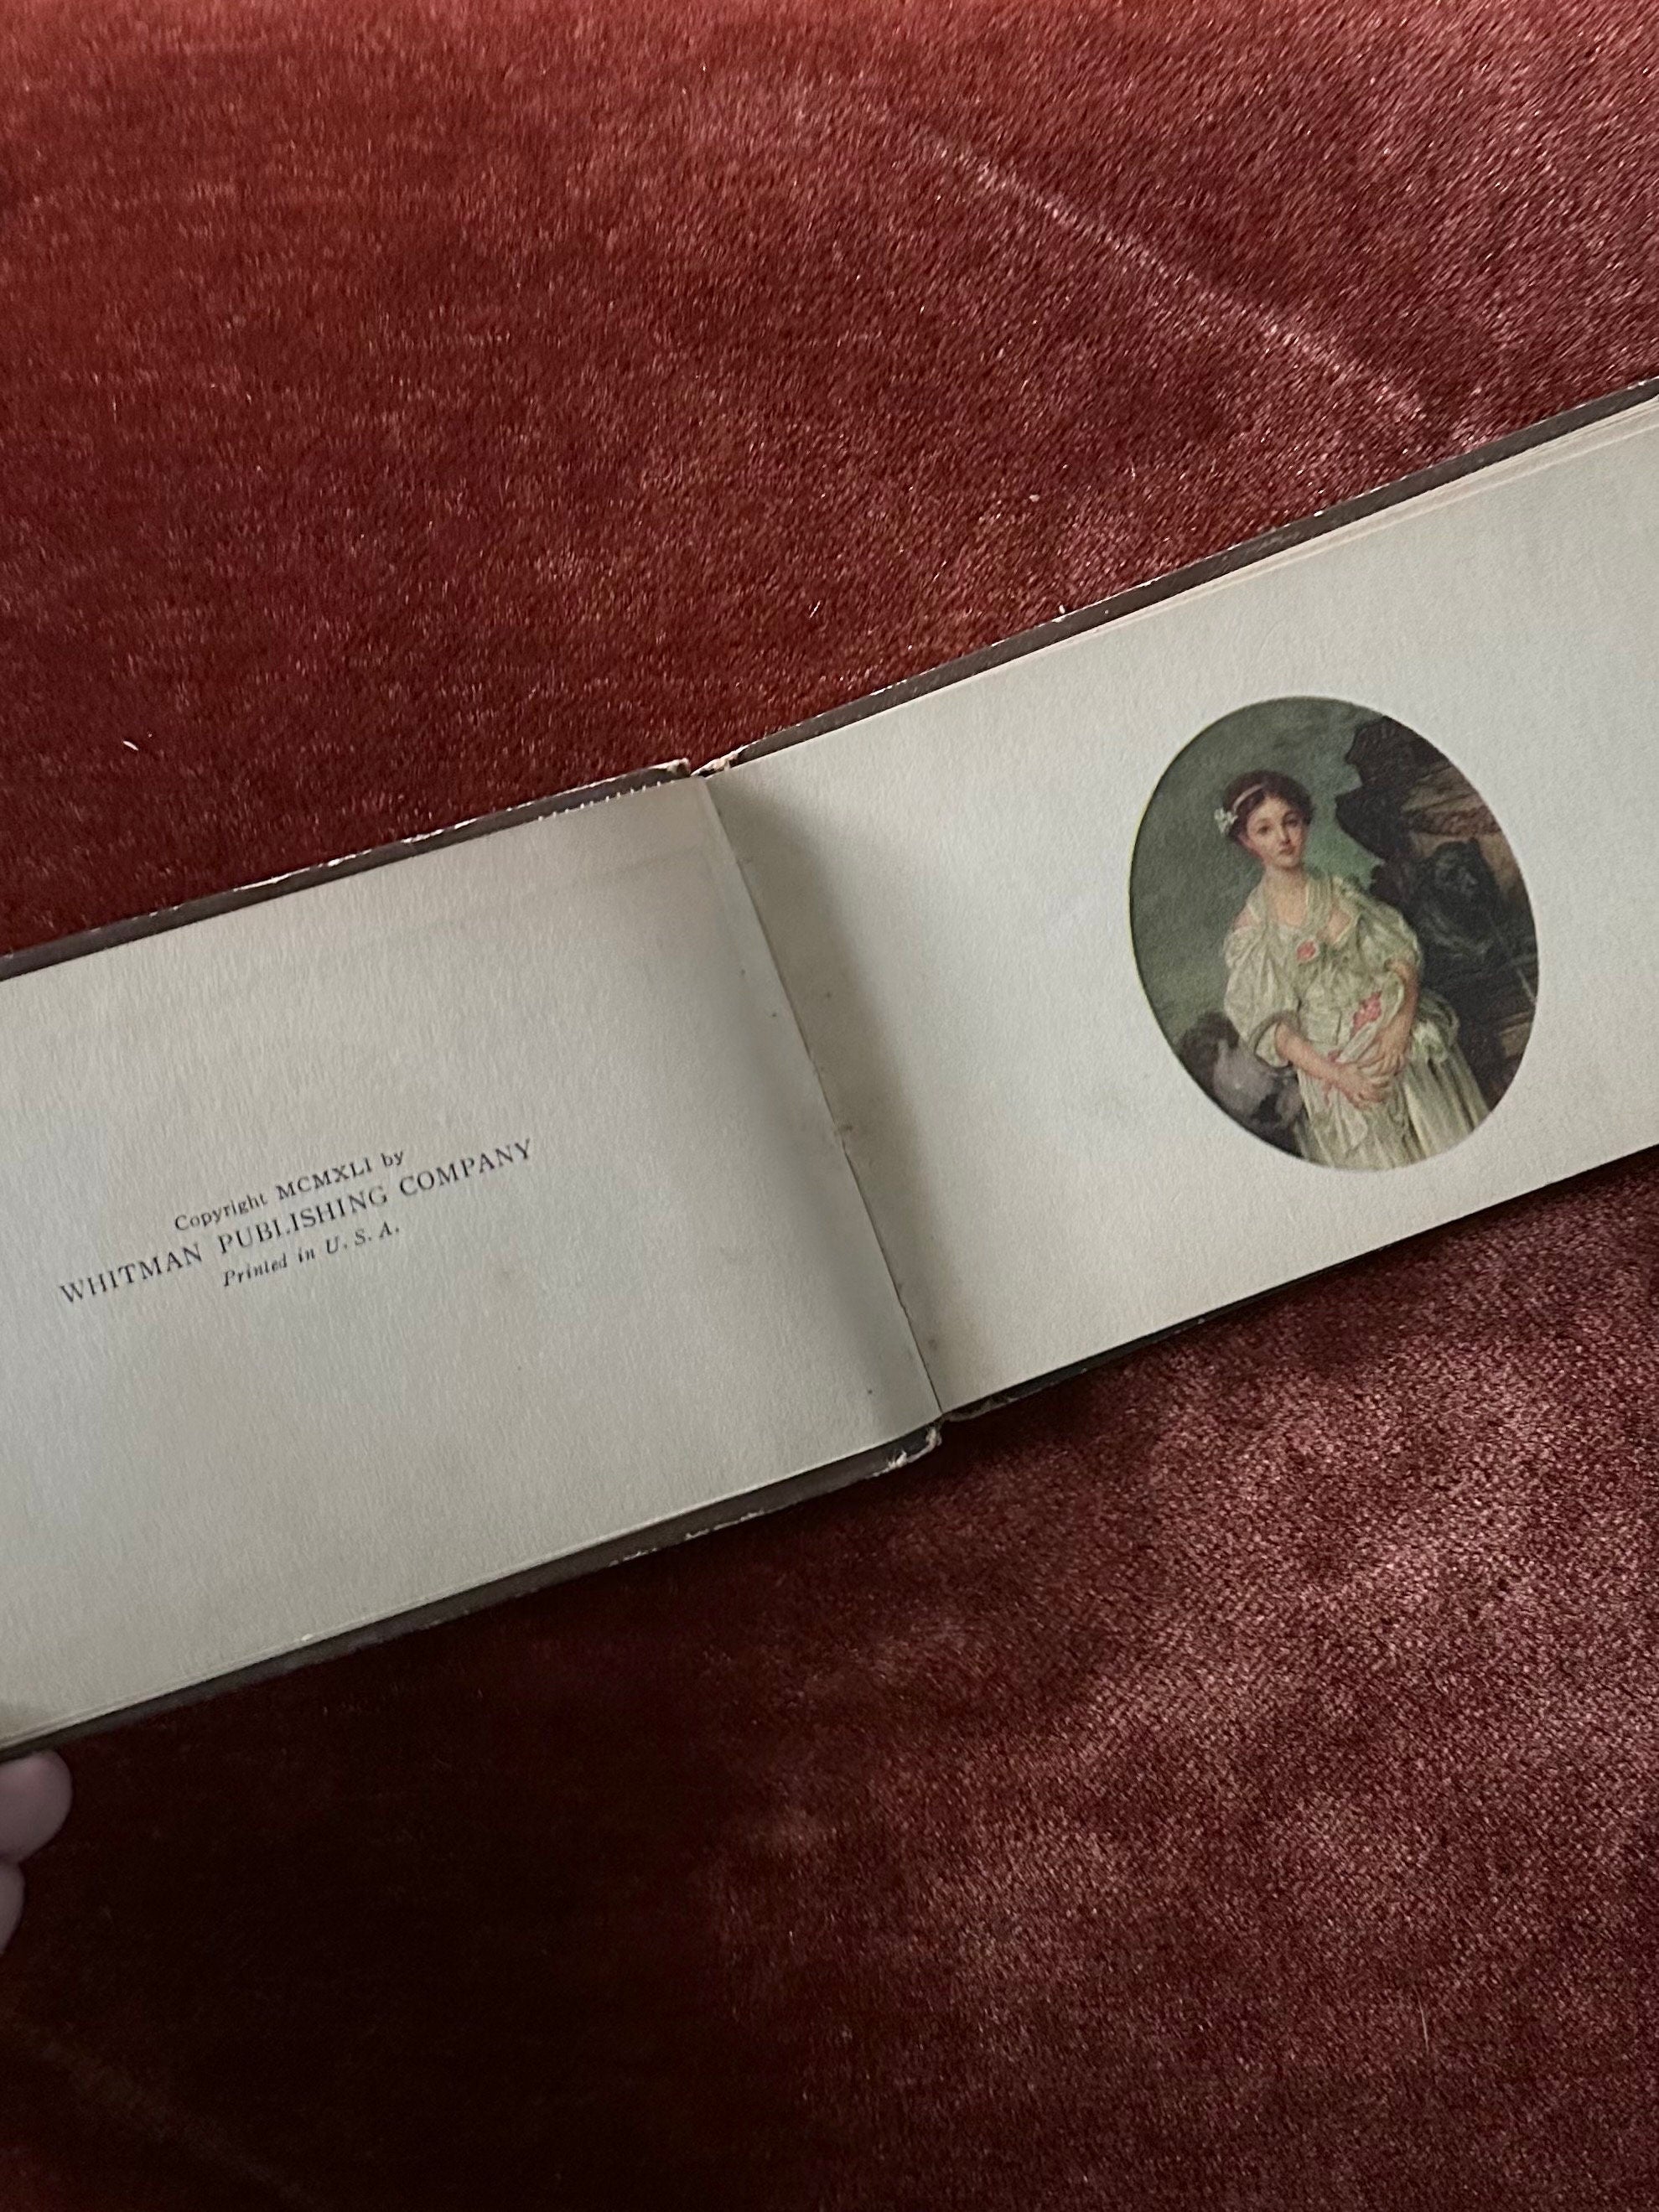 Copyright MCMXLI by
WHITMAN PUBLISHING COMPANY
Printed in U. S. A.